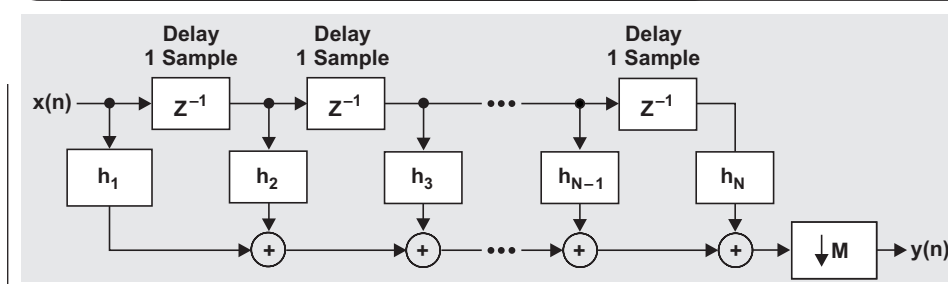 Delay
1 Sample
Delay
1 Sample
Delay
1 Sample
x(n)
Z⁻¹
Z⁻¹
•••
Z⁻¹
h₁
h₂
h₃
hN–1
hN
+
+
•••
+
+
↓M
y(n)